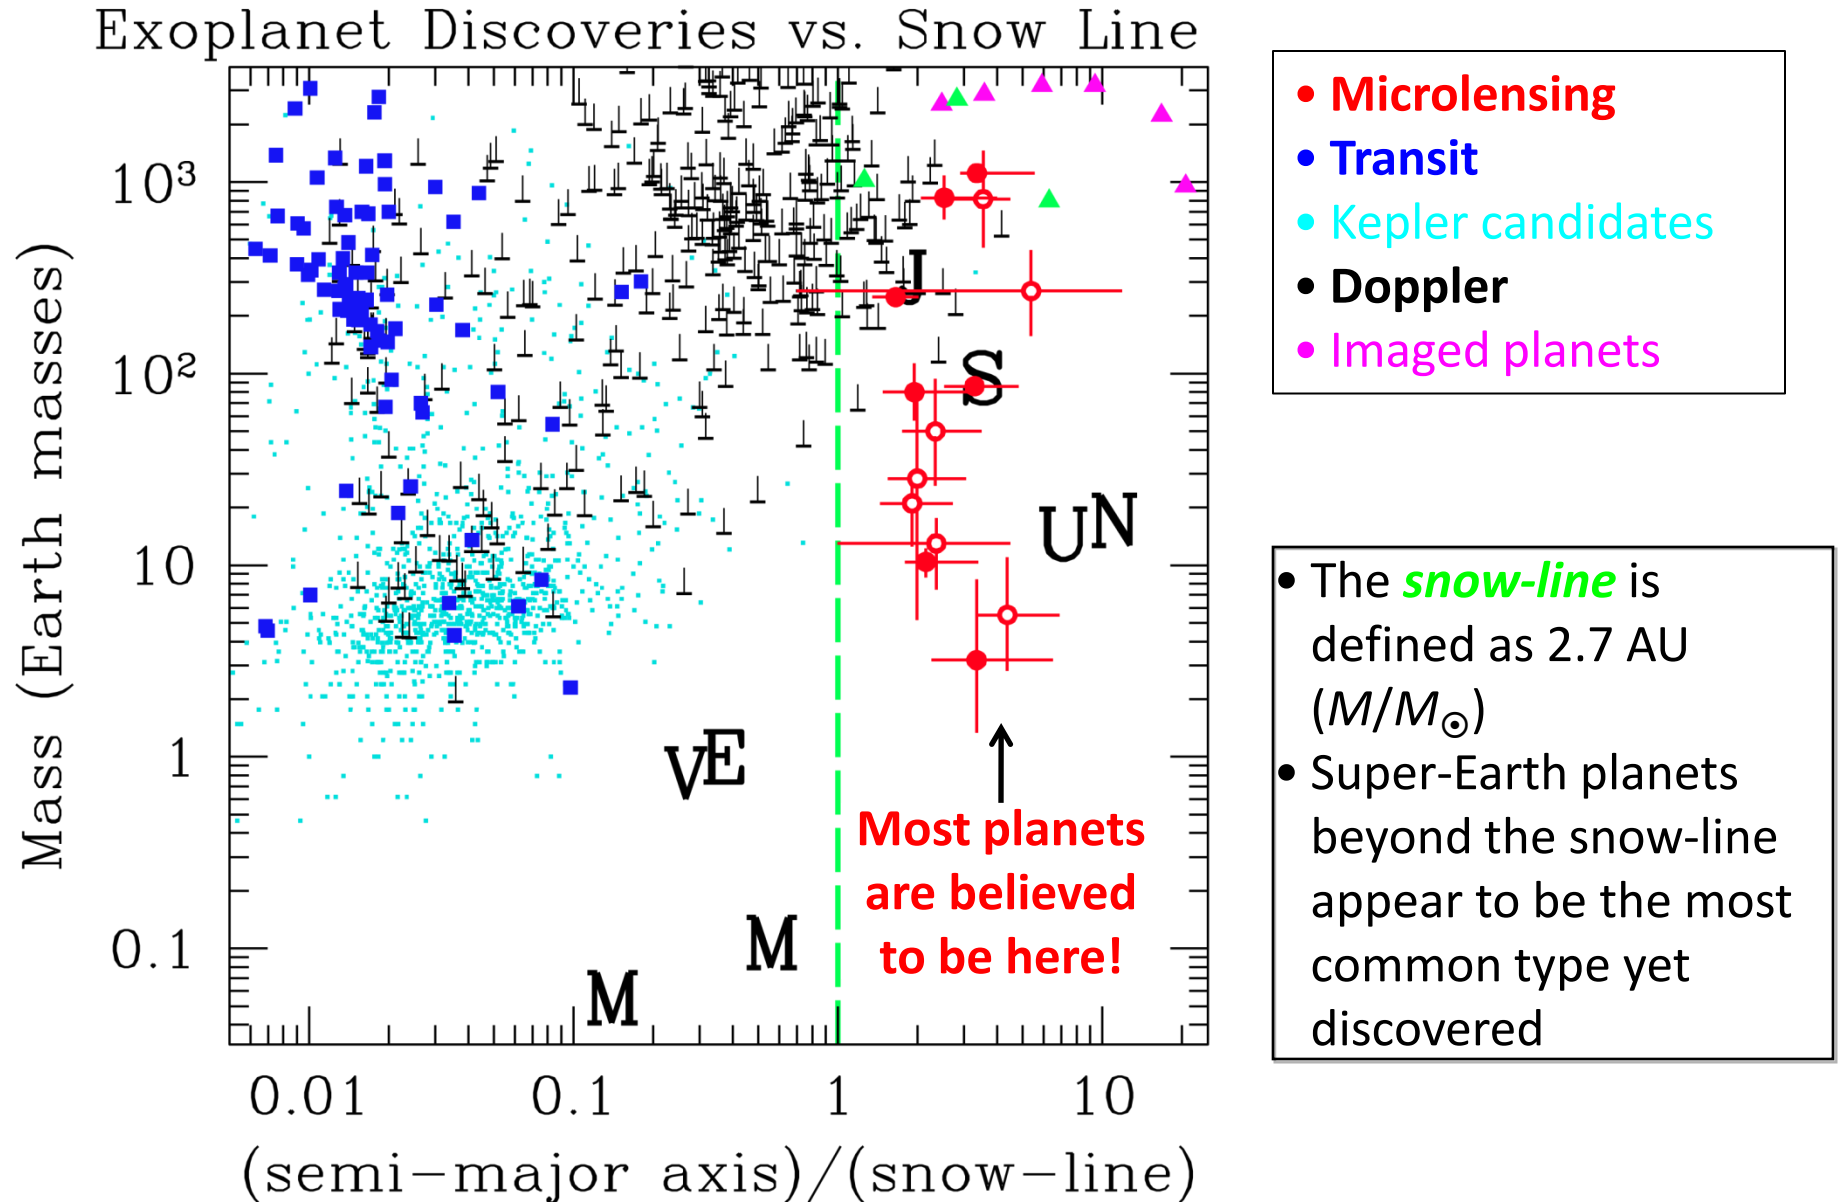 Exoplanet Discoveries vs. Snow Line
Mass (Earth masses)
10³
10²
10
1
0.1
J
S
U N
V E
M
M
Most planets
are believed
to be here!
0.01 0.1 1 10
(semi-major axis)/(snow-line)
• Microlensing
• Transit
• Kepler candidates
• Doppler
• Imaged planets
• The snow-line is
defined as 2.7 AU
(M/M☉)
• Super-Earth planets
beyond the snow-line
appear to be the most
common type yet
discovered